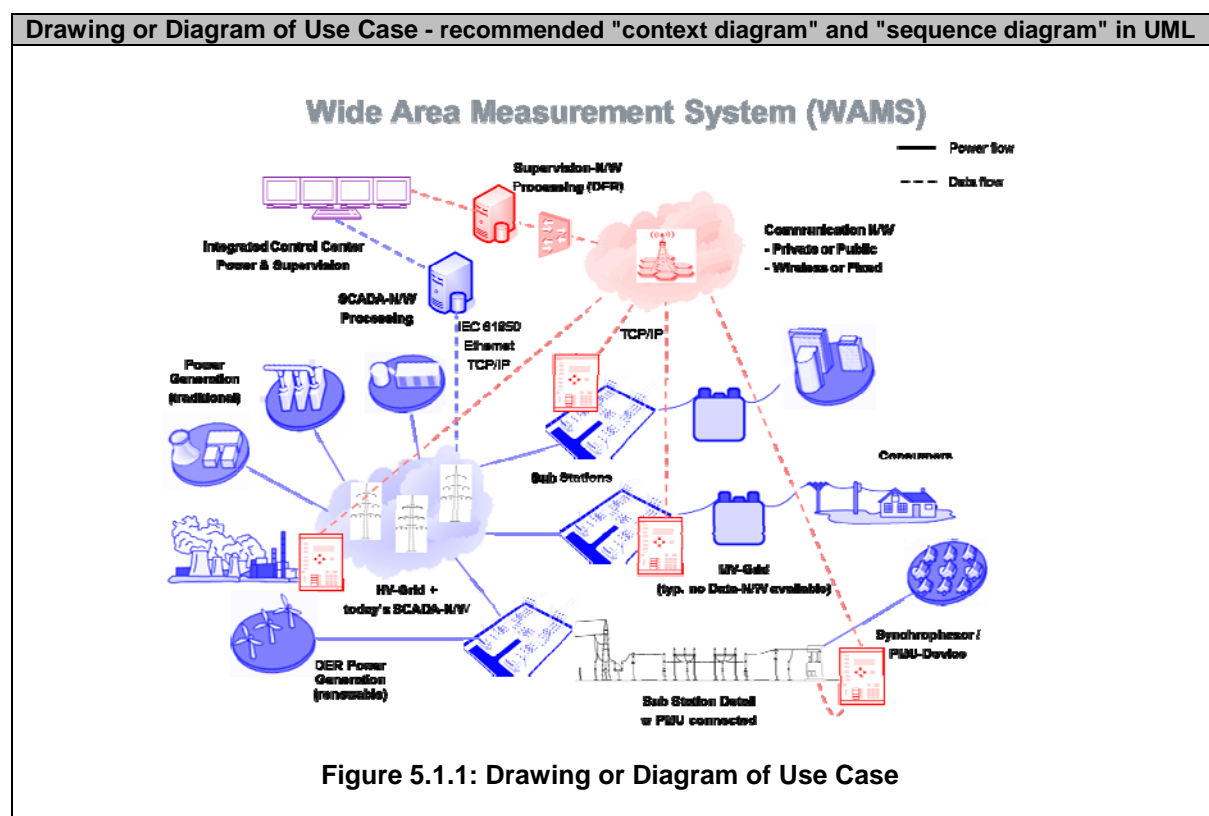 Drawing or Diagram of Use Case - recommended "context diagram" and "sequence diagram" in UML
Wide Area Measurement System (WAMS)
Power flow
Data flow
Supervision-N/W
Processing (DER)
Communication N/W
- Private or Public
- Wireless or Fixed
Integrated Control Center
Power & Supervision
SCADA-N/W
Processing
IEC 61850
Ethernet
TCP/IP
TCP/IP
Power
Generation
(traditional)
Sub Stations
Consumers
HV-Grid +
today's SCADA-N/W
MV-Grid
(typ. no Data-N/W available)
DER Power
Generation
(renewable)
Synchrophasor /
PMU-Device
Sub Station Detail
w PMU connected
Figure 5.1.1: Drawing or Diagram of Use Case